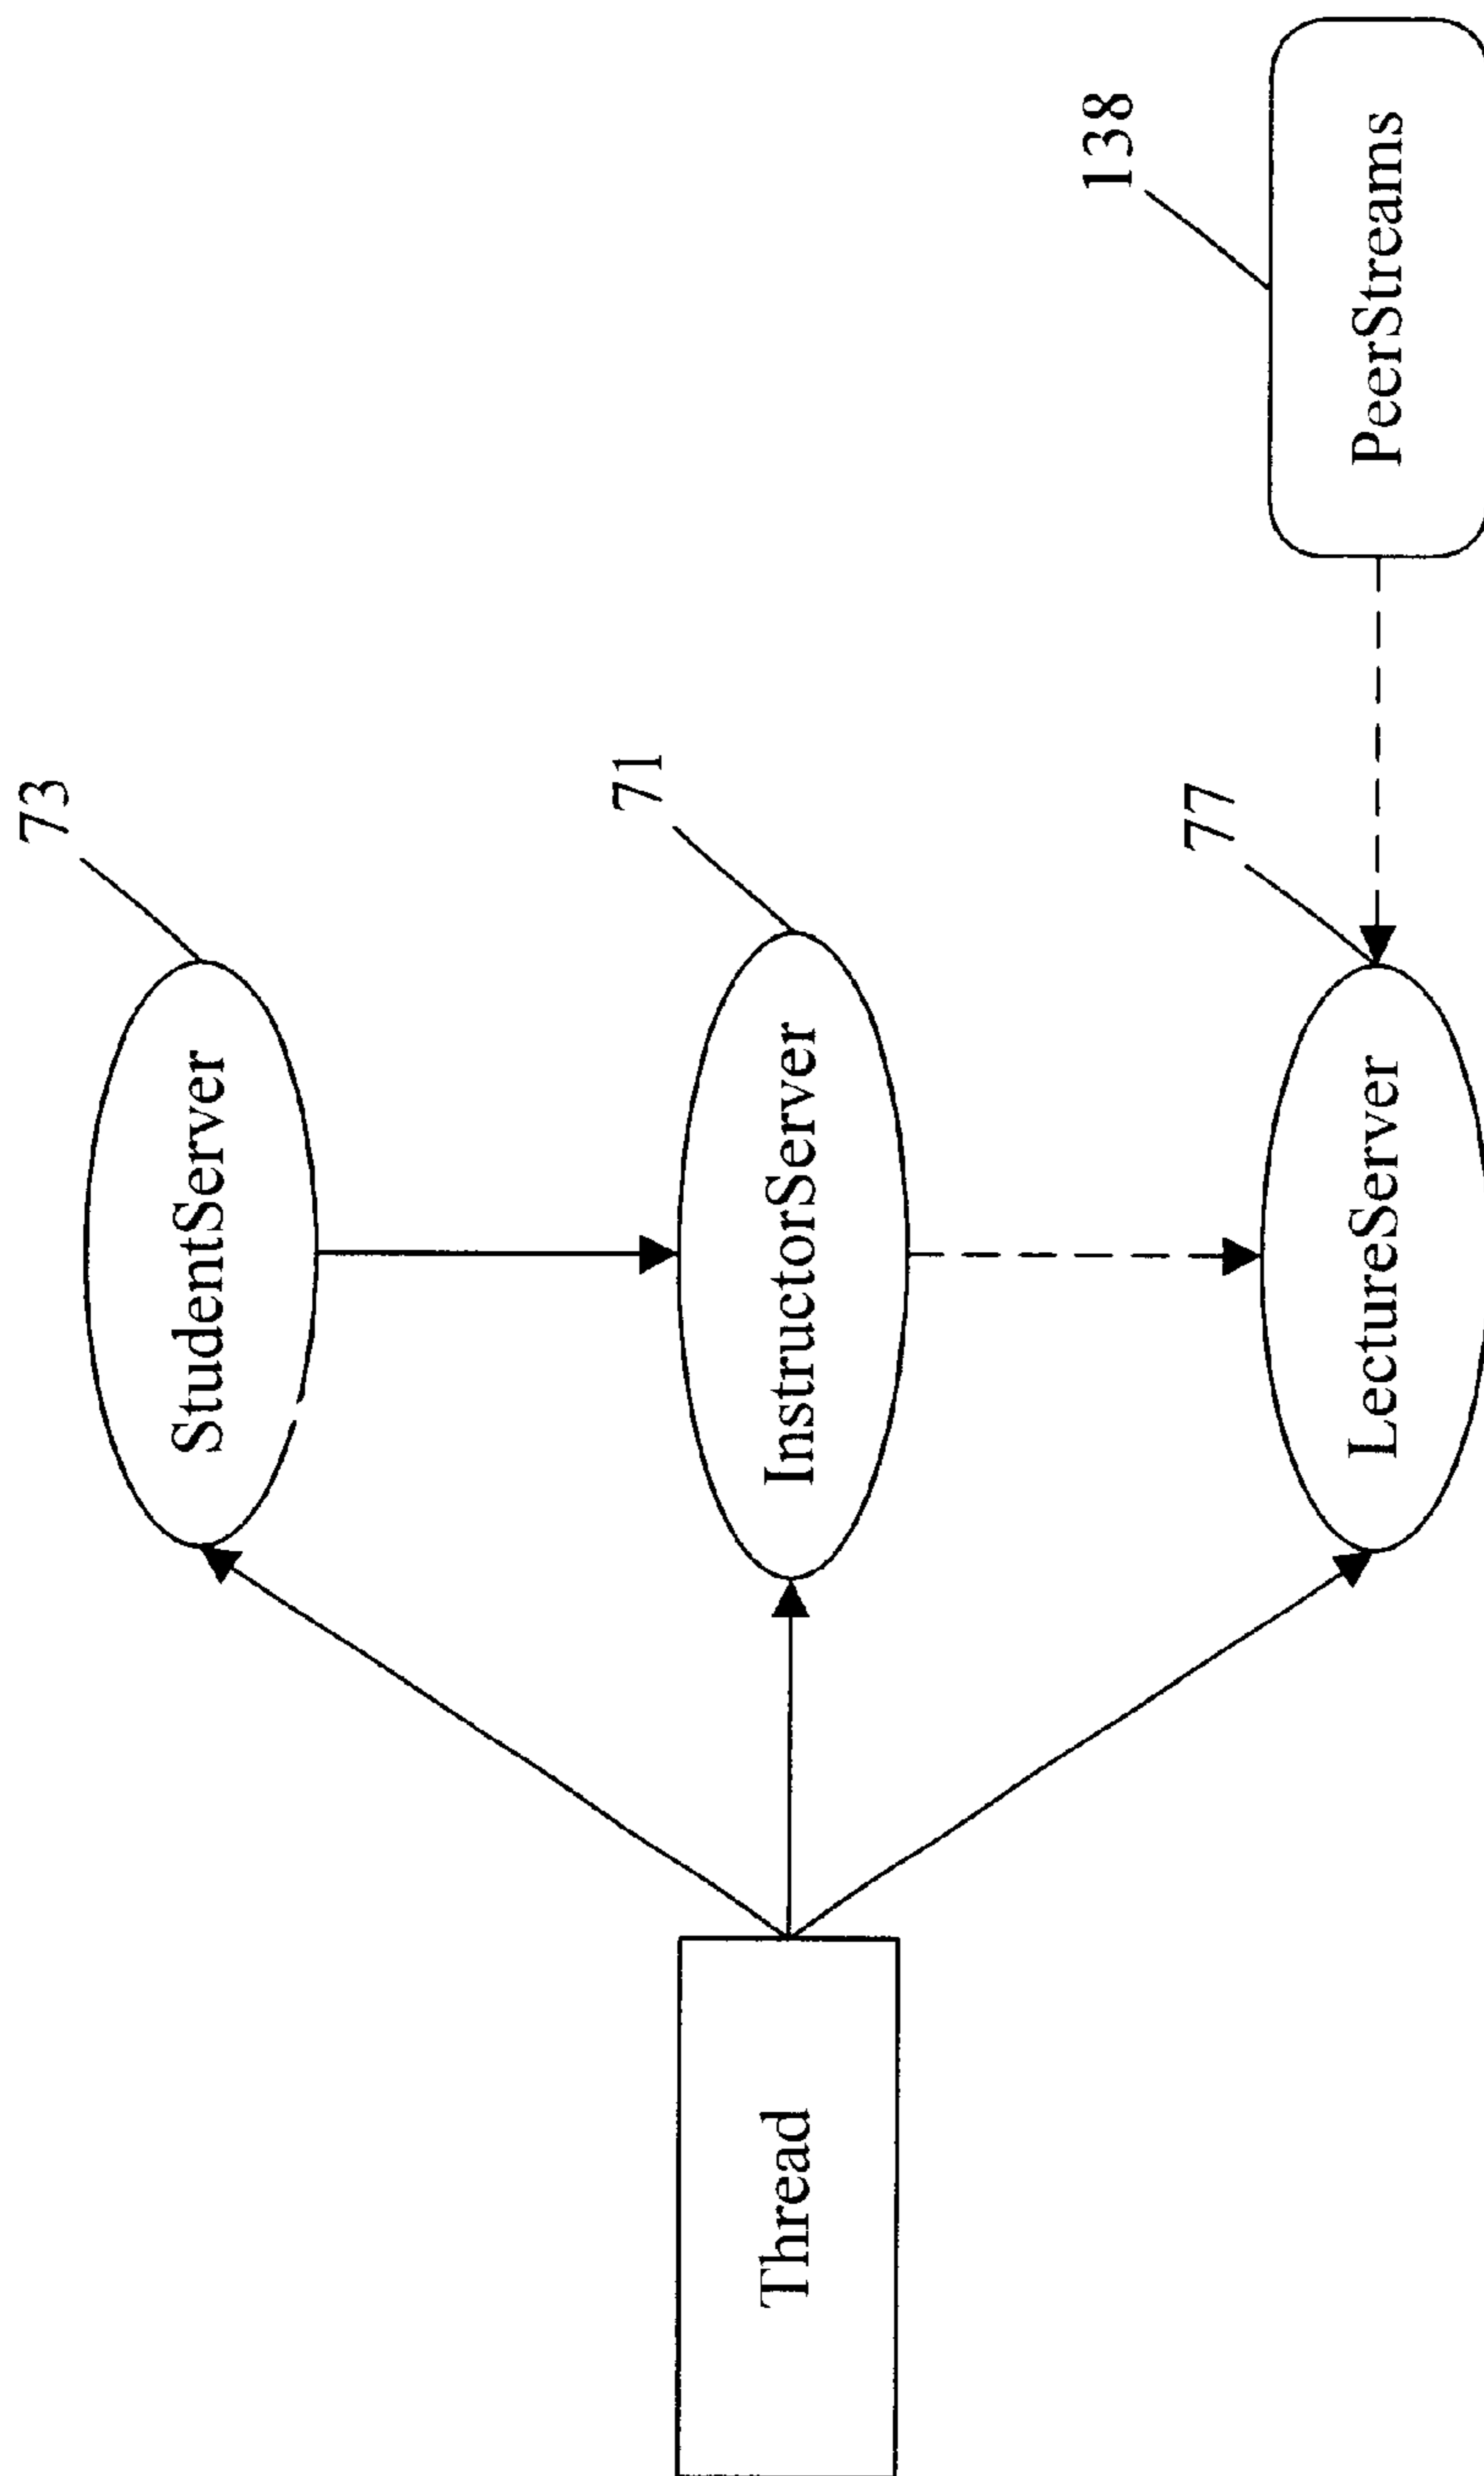 73
StudentServer
71
Thread
InstructorServer
138
77
LectureServer
PeerStreams